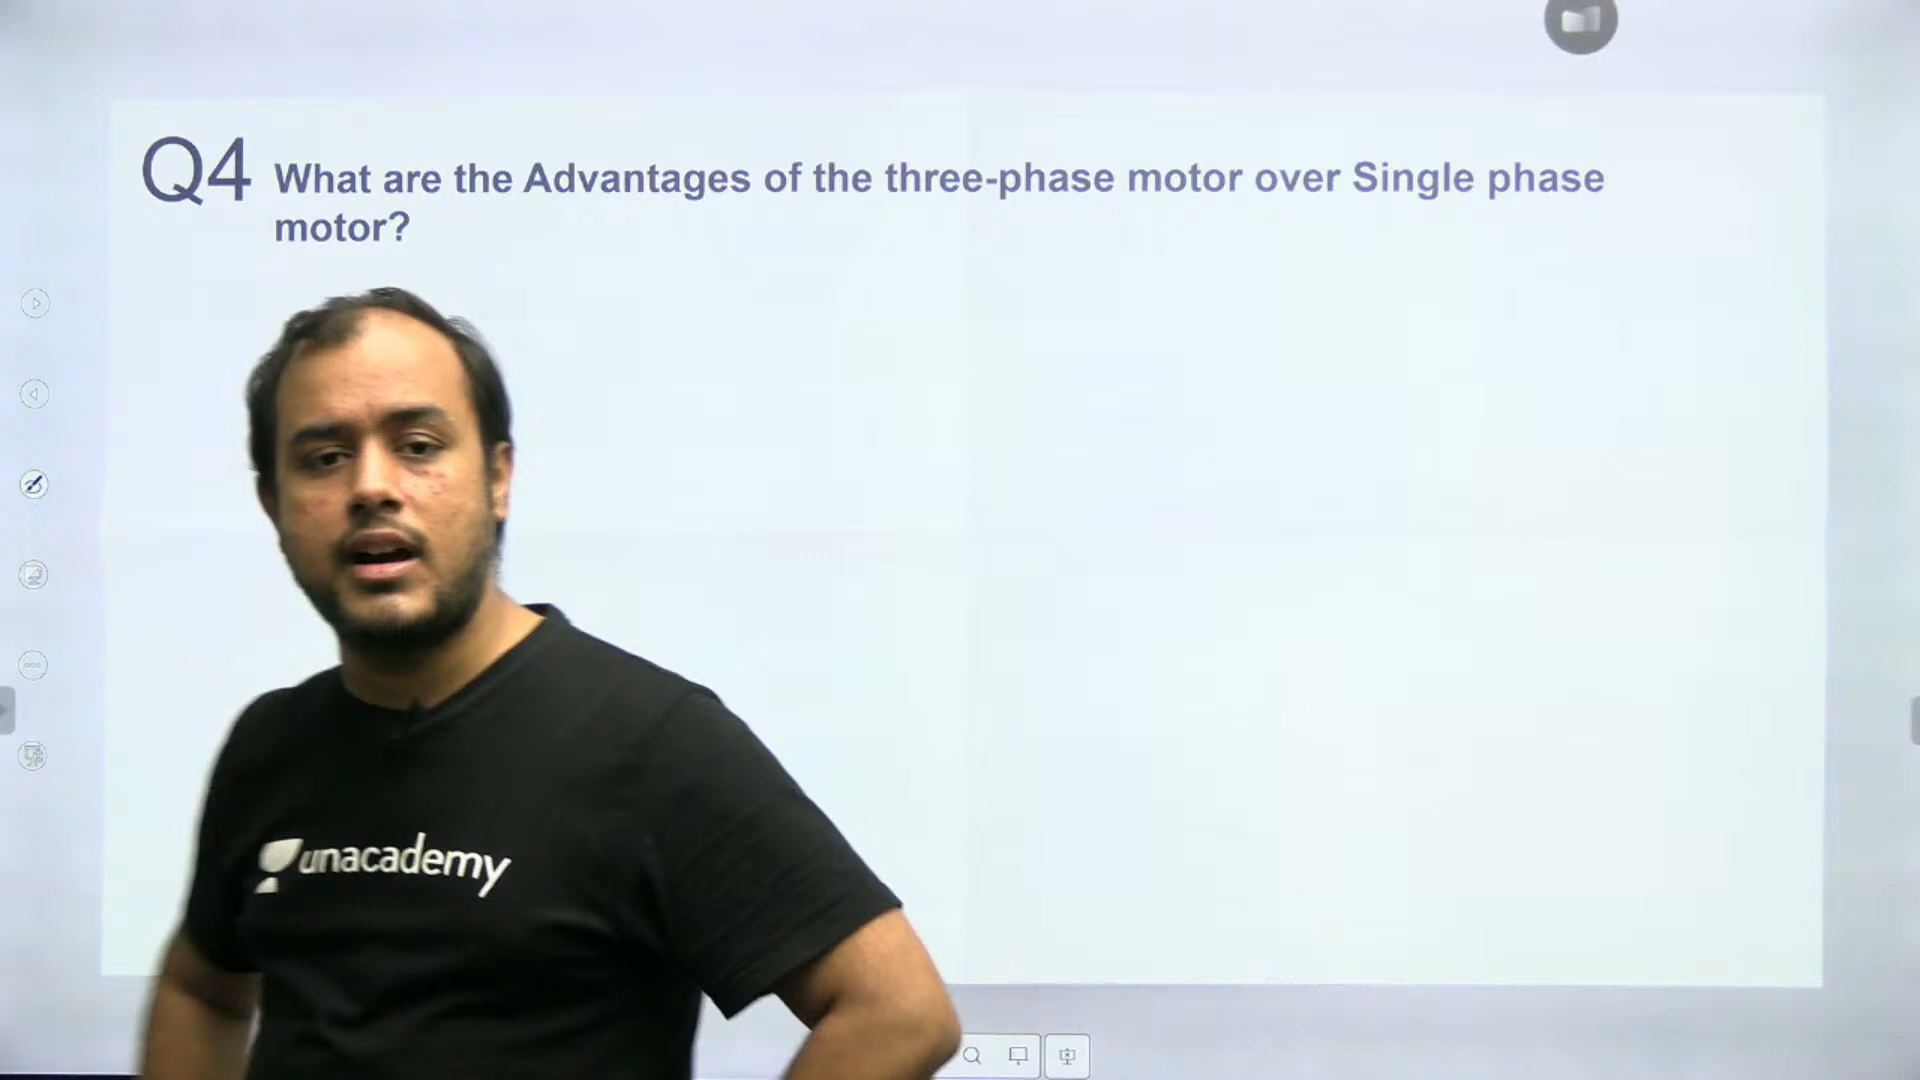 Q4 What are the Advantages of the three-phase motor over Single phase
motor?
unacademy